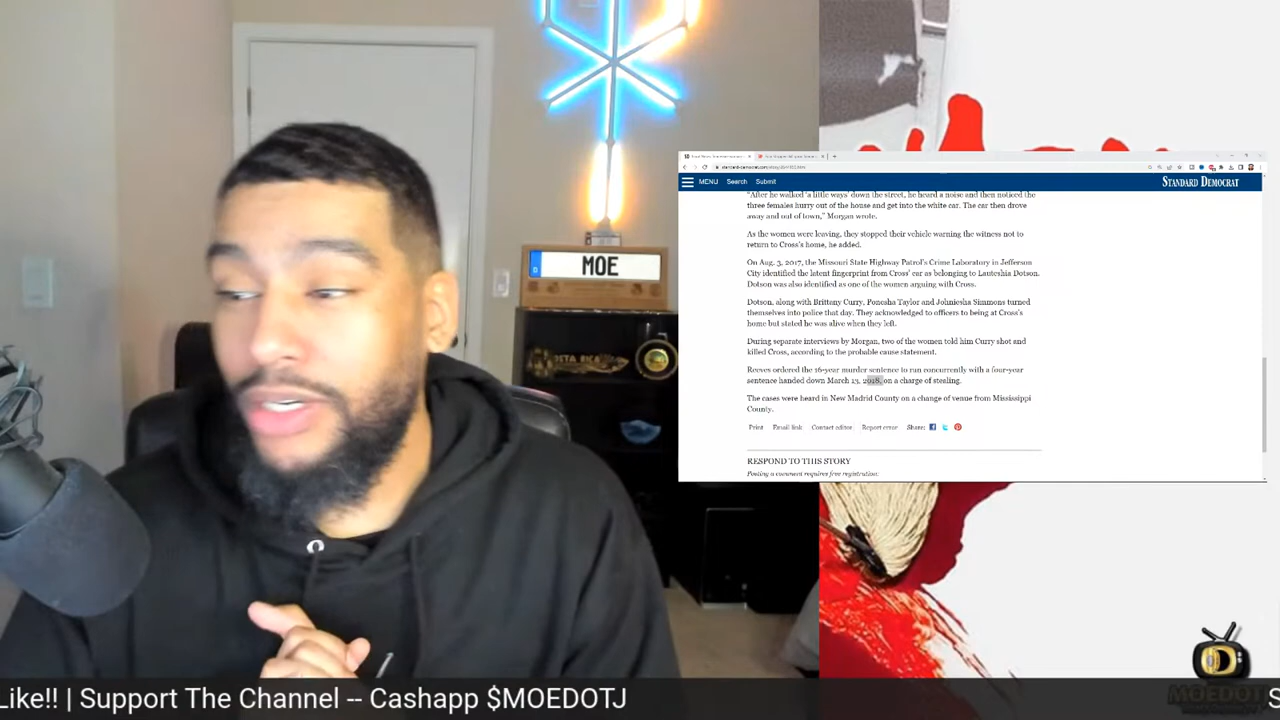 MOE
MENU Search Submit
STANDARD DEMOCRAT
"After he walked 'a little ways' down the street, he heard a noise and then noticed the
three females hurry out of the house and get into the white car. The car then drove
away and out of town," Morgan wrote.
As the women were leaving, they stopped their vehicle warning the witness not to
return to Cross's home, he added.
On Aug. 3, 2017, the Missouri State Highway Patrol's Crime Laboratory in Jefferson
City identified the latent fingerprint from Cross' car as belonging to Lauteshia Dotson.
Dotson was also identified as one of the women arguing with Cross.
Dotson, along with Brittany Curry, Ponesha Taylor and Johniesha Simmons turned
themselves into police that day. They acknowledged to officers to being at Cross's
home but stated he was alive when they left.
During separate interviews by Morgan, two of the women told him Curry shot and
killed Cross, according to the probable cause statement.
Reeves ordered the 16-year murder sentence to run concurrently with a four-year
sentence handed down March 13, 2018, on a charge of stealing.
The cases were heard in New Madrid County on a change of venue from Mississippi
County.
Print Email link Contact editor Report error Share:
RESPOND TO THIS STORY
Posting a comment requires free registration:
COSTA RICA
Like!! | Support The Channel -- Cashapp $MOEDOTJ
MOEDOTJ
S